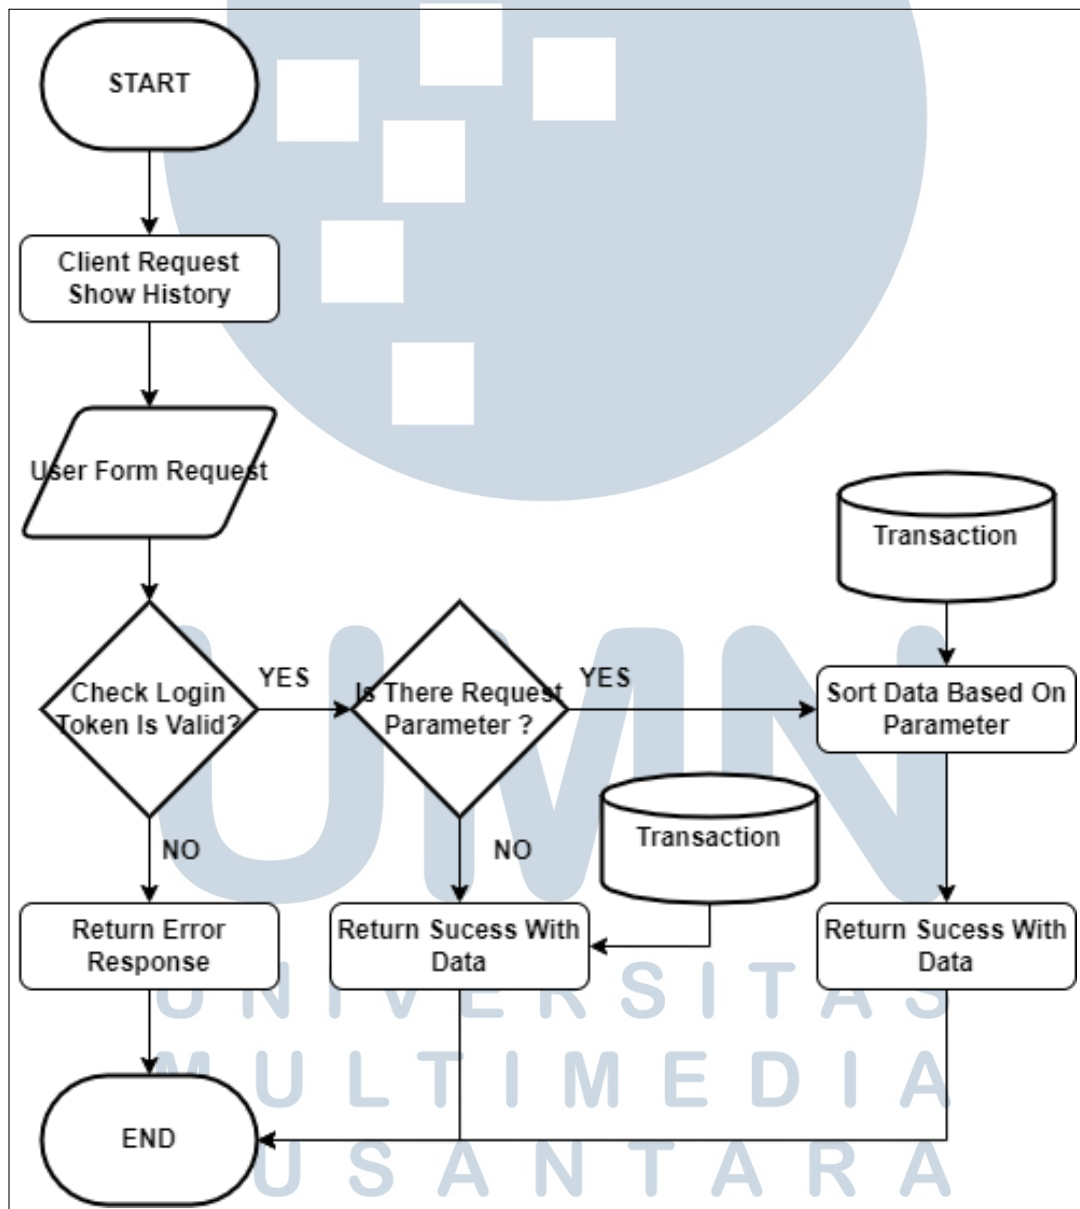 START
Client Request
Show History
User Form Request
Transaction
Check Login
Token Is Valid?
YES
Is There Request
Parameter ?
YES
Sort Data Based On
Parameter
Transaction
NO
NO
Return Error
Response
Return Sucess With
Data
Return Sucess With
Data
END
UMN
UNIVERSITAS
MULTIMEDIA
NUSANTARA